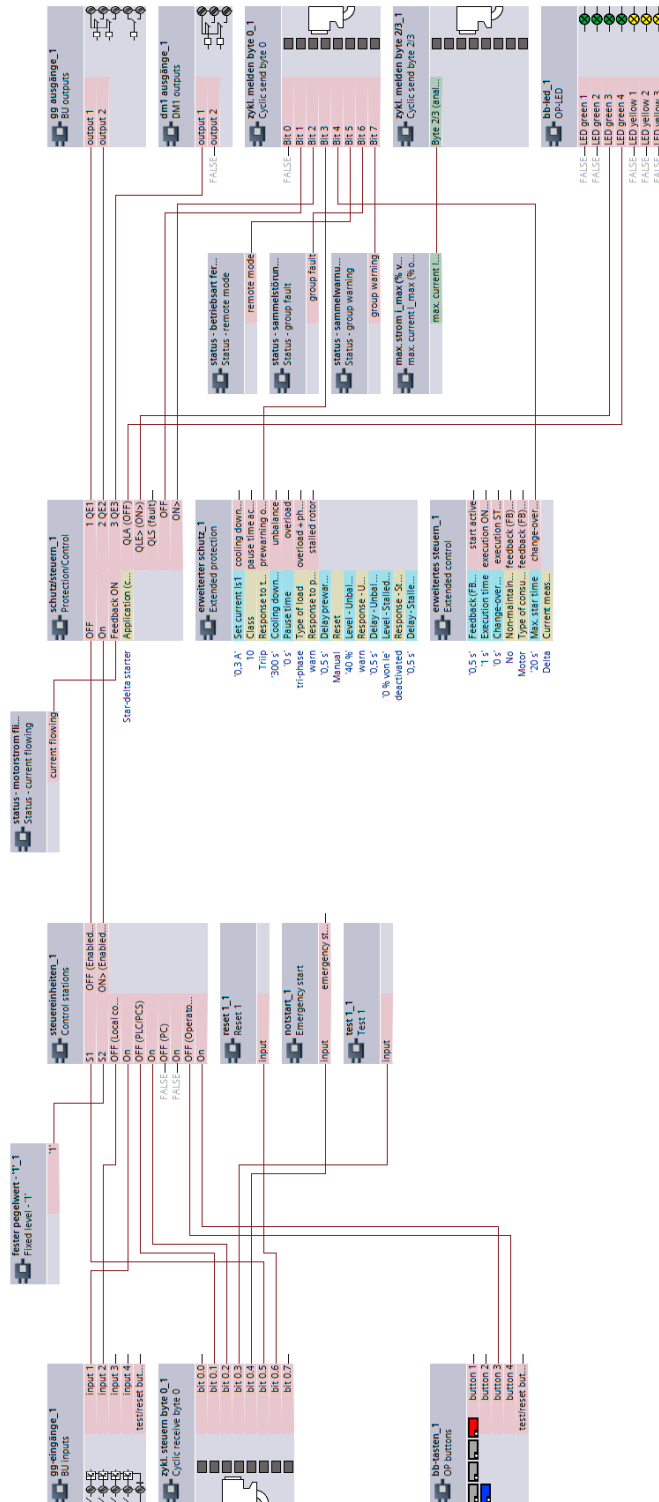 gg-eingänge_1
BU inputs
input 1
input 2
input 3
input 4
test/reset but...
zykl. steuern byte 0_1
Cyclic receive byte 0
bit 0.0
bit 0.1
bit 0.2
bit 0.3
bit 0.4
bit 0.5
bit 0.6
bit 0.7
bb-tasten_1
OP buttons
button 1
button 2
button 3
button 4
test/reset but...
fester pegelwert - '1'_1
Fixed level - '1'
'1'
steuereinheiten_1
Control stations
S1
OFF (Enabled...
S2
ON> (Enabled...
OFF (Local co...
On
OFF (PLC/PCS)
On
FALSE
OFF (PC)
FALSE
On
OFF (Operato...
On
reset 1_1
Reset 1
input
notstart_1
Emergency start
input
emergency st...
test 1_1
Test 1
input
status - motorstrom fli...
Status - current flowing
current flowing
schutz/steuern_1
Protection/Control
OFF
1 QE1
On
2 QE2
Feedback ON
3 QE3
Star-delta starter
Application (c...
QLA (OFF)
QLE> (ON>)
QLS (fault)
OFF
ON>
erweiterter schutz_1
Extended protection
'0,3 A'
Set current Is1
cooling down...
10
Class
pause time ac...
Triip
Response to t...
prewarning o...
'300 s'
Cooling down...
unbalance
'0 s'
Pause time
overload
tri-phase
Type of load
overload + ph...
warn
Response to p...
stalled rotor
'0,5 s'
Delay prewar...
Manual
Reset
'40 %'
Level - Unbal...
warn
Response - U...
'0,5 s'
Delay - Unbal...
'0 % von Ie'
Level - Stalled...
deactivated
Response - St...
'0,5 s'
Delay - Stalle...
erweitertes steuern_1
Extended control
'0,5 s'
Feedback (FB...
start active
'1 s'
Execution time
execution ON...
'0 s'
Change-over...
execution ST...
No
Non-maintain...
feedback (FB)...
Motor
Type of consu...
feedback (FB)...
'20 s'
Max. star time
change-over...
Delta
Current meas...
status - betriebsart fer...
Status - remote mode
remote mode
status - sammelstörun...
Status - group fault
group fault
status - sammelwarnu...
Status - group warning
group warning
max. strom i_max (% v...
max. current I_max (% o...
max. current I...
gg ausgänge_1
BU outputs
output 1
output 2
dm1 ausgänge_1
DM1 outputs
output 1
FALSE
output 2
zykl. melden byte 0_1
Cyclic send byte 0
FALSE
Bit 0
Bit 1
Bit 2
Bit 3
Bit 4
Bit 5
Bit 6
Bit 7
zykl. melden byte 2/3_1
Cyclic send byte 2/3
Byte 2/3 (anal...
bb-led_1
OP-LED
FALSE
LED green 1
FALSE
LED green 2
LED green 3
LED green 4
FALSE
LED yellow 1
FALSE
LED yellow 2
FALSE
LED yellow 3